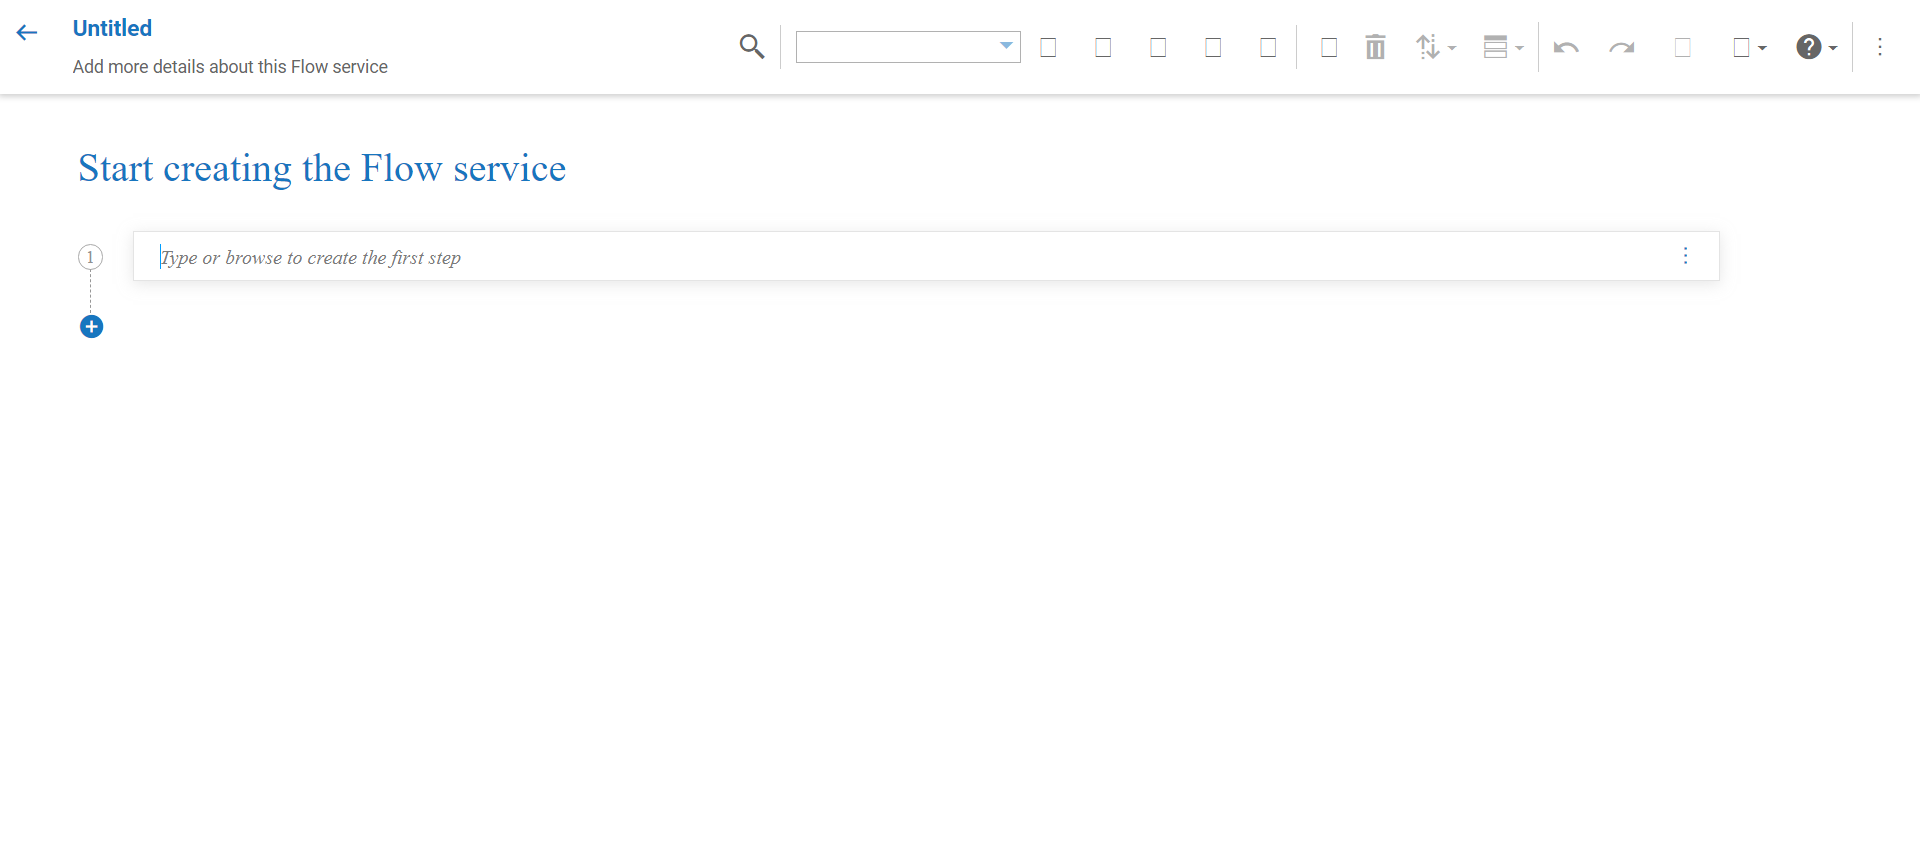 Untitled
Add more details about this Flow service
Start creating the Flow service
1
Type or browse to create the first step